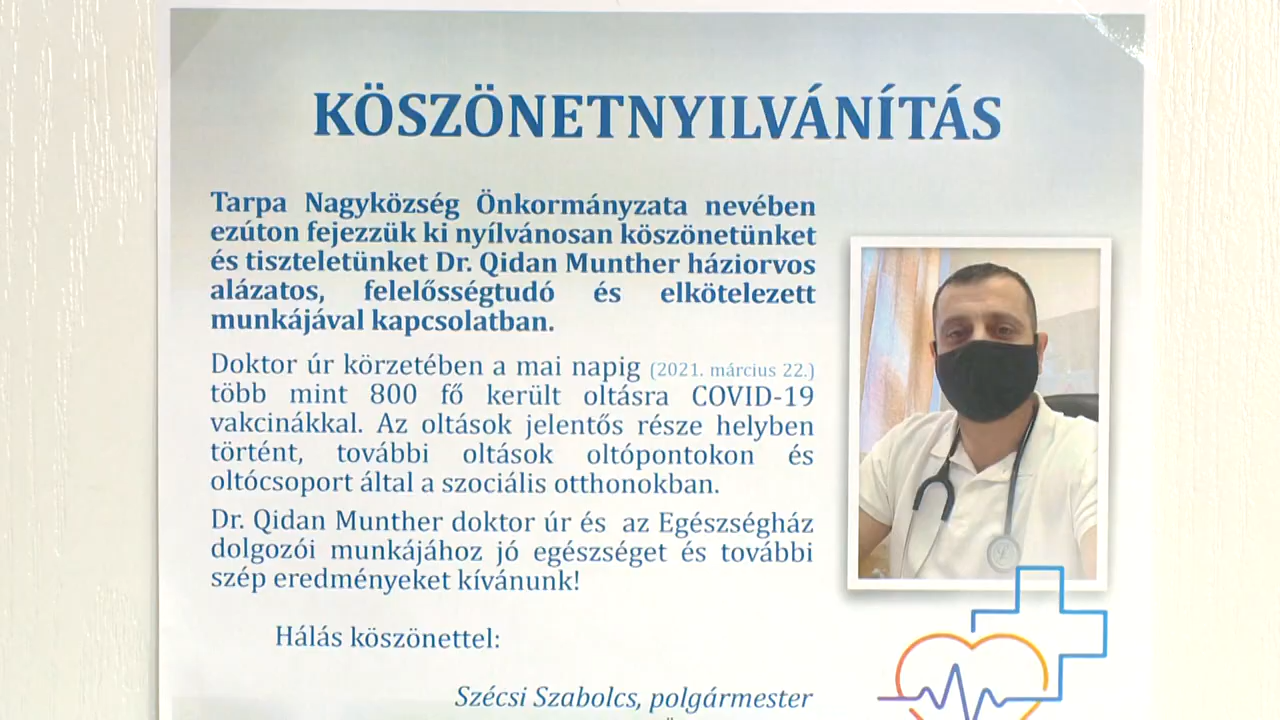 KÖSZÖNETNYILVÁNÍTÁS
Tarpa Nagyközség Önkormányzata nevében
ezúton fejezzük ki nyílvánosan köszönetünket
és tiszteletünket Dr. Qidan Munther háziorvos
alázatos, felelősségtudó és elkötelezett
munkájával kapcsolatban.
Doktor úr körzetében a mai napig (2021. március 22.)
több mint 800 fő került oltásra COVID-19
vakcinákkal. Az oltások jelentős része helyben
történt, további oltások oltópontokon és
oltócsoport által a szociális otthonokban.
Dr. Qidan Munther doktor úr és az Egészségház
dolgozói munkájához jó egészséget és további
szép eredményeket kívánunk!
Hálás köszönettel:
Szécsi Szabolcs, polgármester